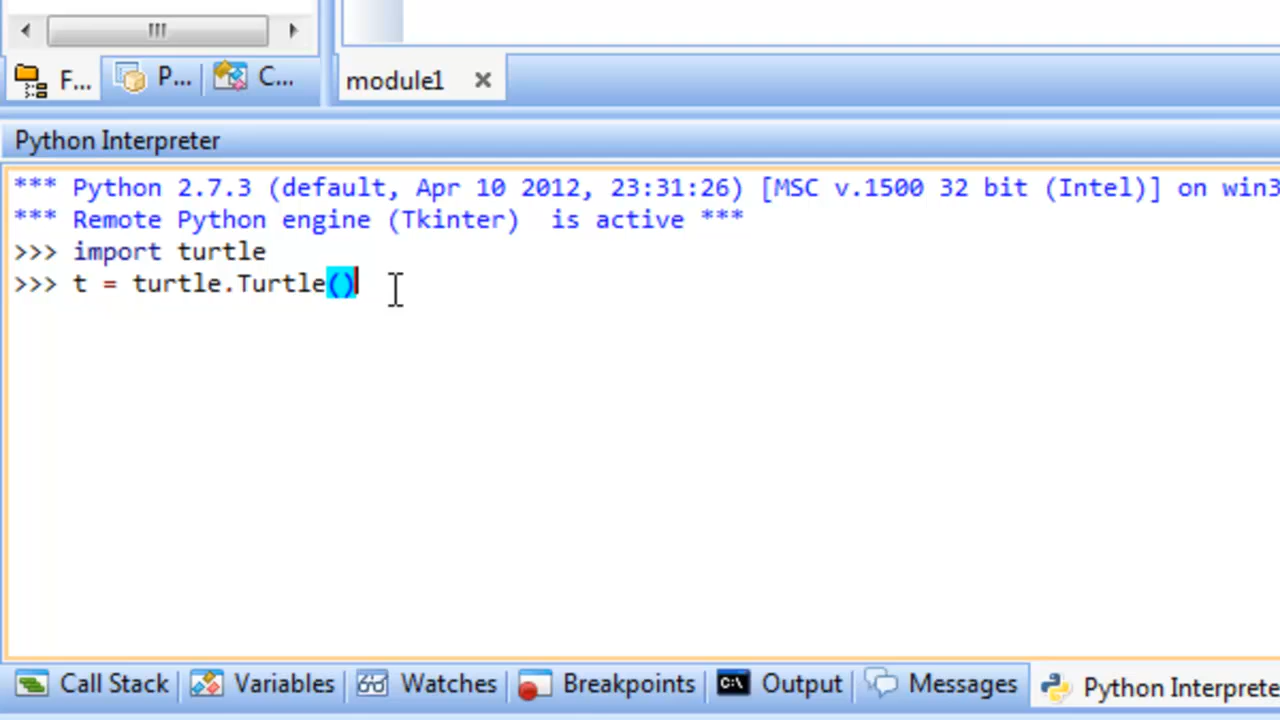 F... P... C... module1
Python Interpreter
*** Python 2.7.3 (default, Apr 10 2012, 23:31:26) [MSC v.1500 32 bit (Intel)] on win3
*** Remote Python engine (Tkinter)  is active ***
>>> import turtle
>>> t = turtle.Turtle()
Call Stack Variables Watches Breakpoints Output Messages Python Interprete